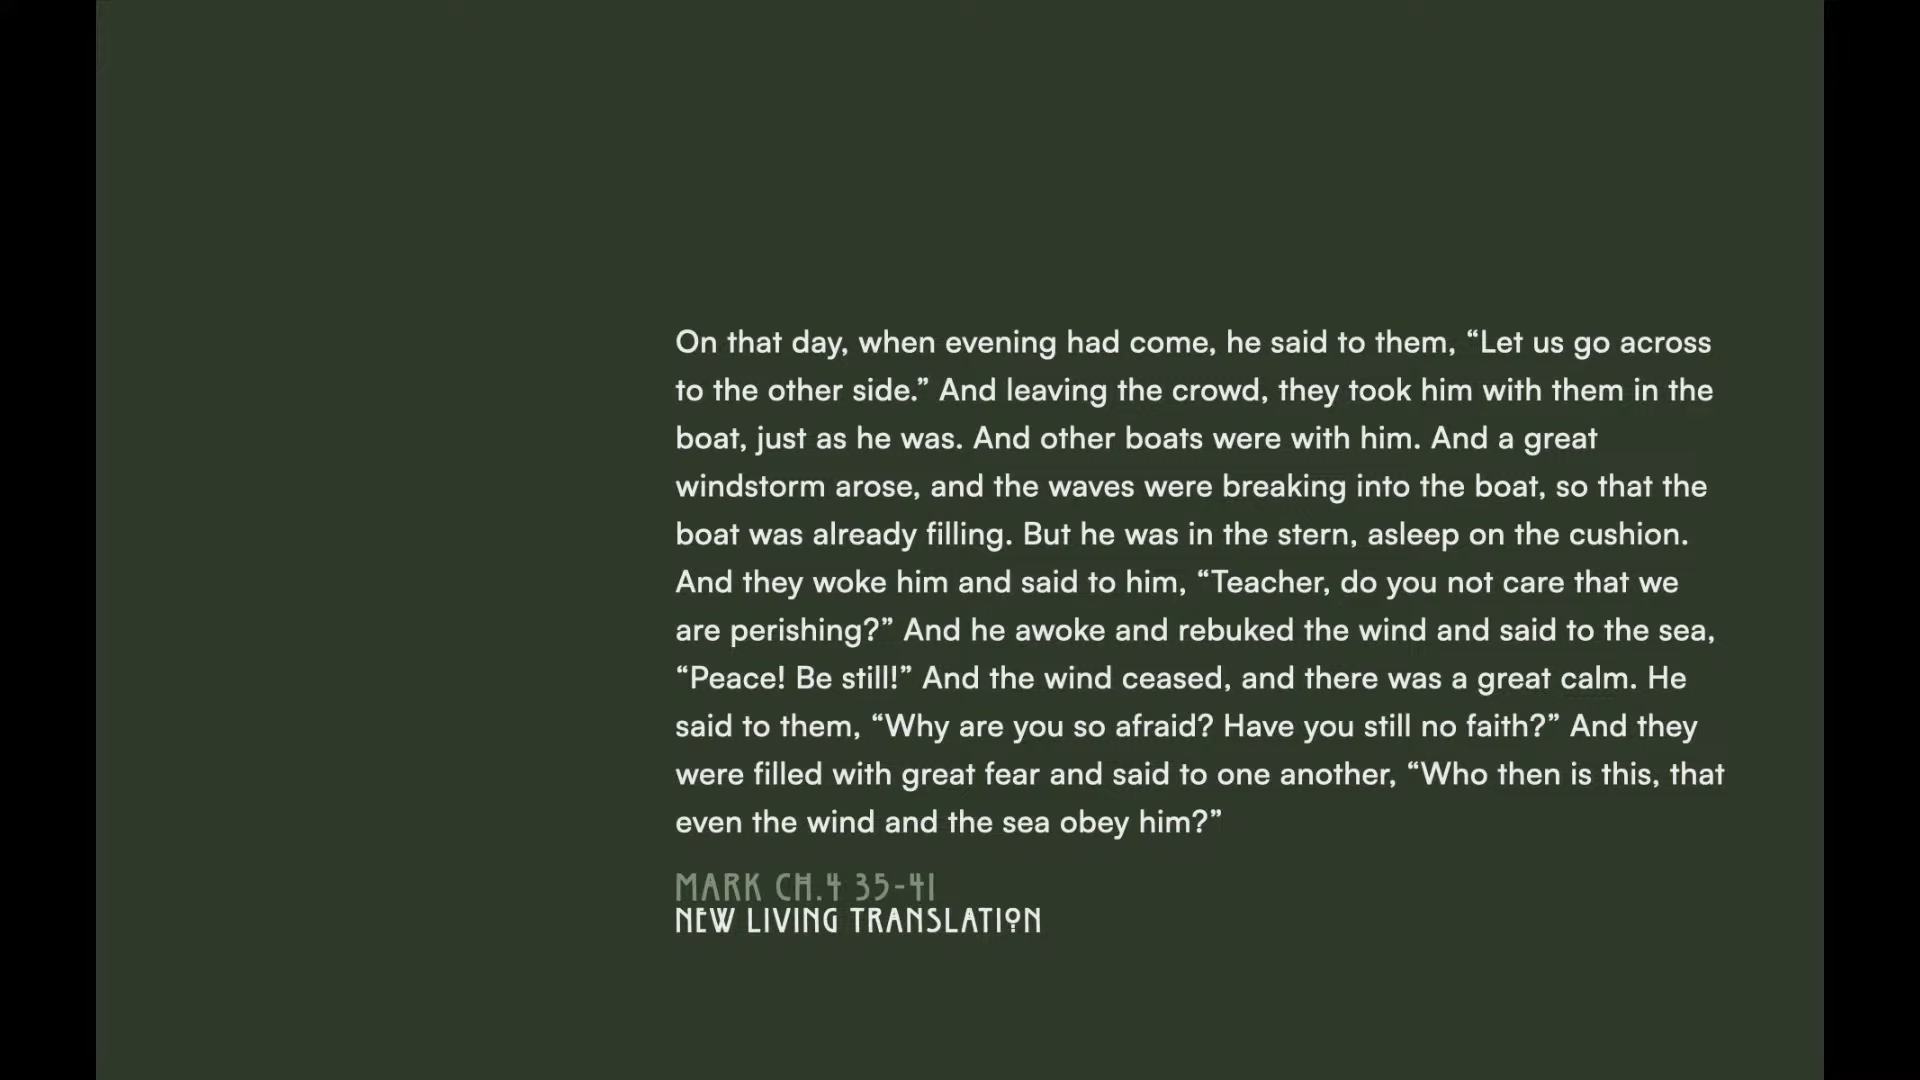 On that day, when evening had come, he said to them, “Let us go across
to the other side.” And leaving the crowd, they took him with them in the
boat, just as he was. And other boats were with him. And a great
windstorm arose, and the waves were breaking into the boat, so that the
boat was already filling. But he was in the stern, asleep on the cushion.
And they woke him and said to him, “Teacher, do you not care that we
are perishing?” And he awoke and rebuked the wind and said to the sea,
“Peace! Be still!” And the wind ceased, and there was a great calm. He
said to them, “Why are you so afraid? Have you still no faith?” And they
were filled with great fear and said to one another, “Who then is this, that
even the wind and the sea obey him?”
MARK CH.4 35-41
NEW LIVING TRANSLATION